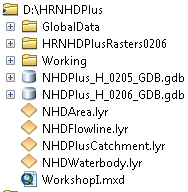 D:\HRNHDPlus
GlobalData
HRNHDPlusRasters0206
Working
NHDPlus_H_0205_GDB.gdb
NHDPlus_H_0206_GDB.gdb
NHDArea.lyr
NHDFlowline.lyr
NHDPlusCatchment.lyr
NHDWaterbody.lyr
WorkshopI.mxd